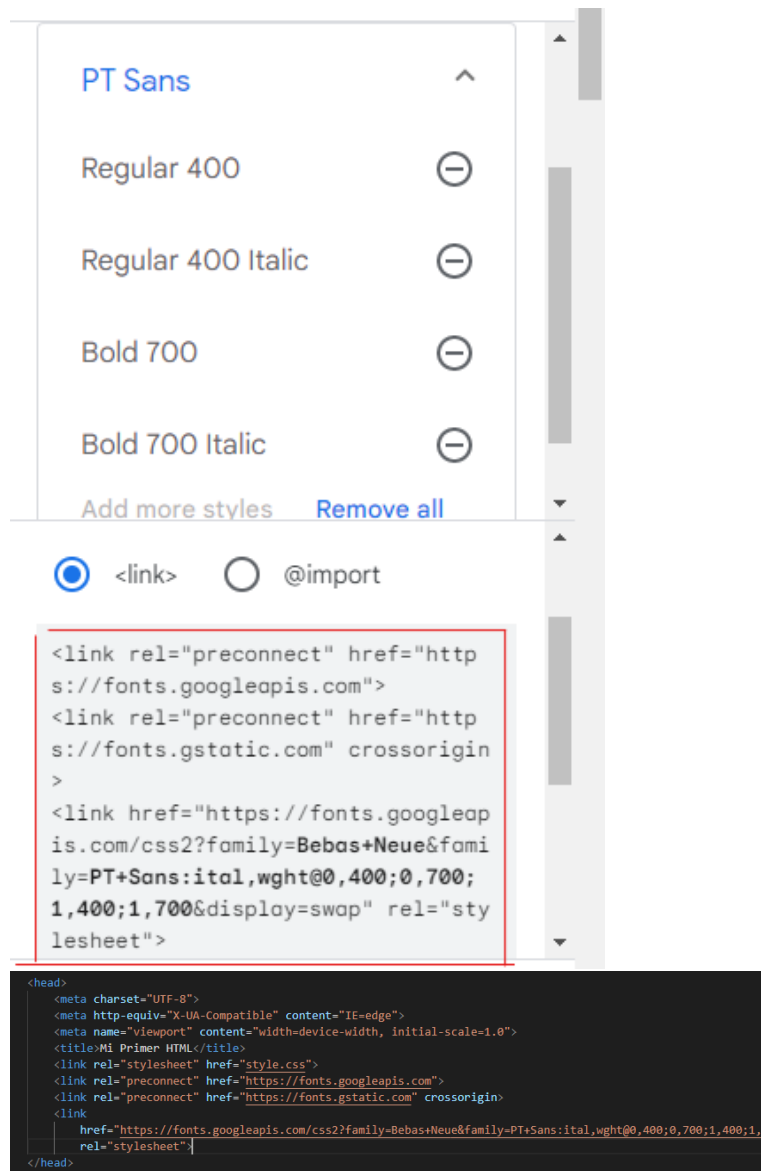 PT Sans
Regular 400
Regular 400 Italic
Bold 700
Bold 700 Italic
Add more styles Remove all
<link> @import
<link rel="preconnect" href="http
s://fonts.googleapis.com">
<link rel="preconnect" href="http
s://fonts.gstatic.com" crossorigin
>
<link href="https://fonts.googleap
is.com/css2?family=Bebas+Neue&fami
ly=PT+Sans:ital,wght@0,400;0,700;
1,400;1,700&display=swap" rel="sty
lesheet">
<head>
<meta charset="UTF-8">
<meta http-equiv="X-UA-Compatible" content="IE=edge">
<meta name="viewport" content="width=device-width, initial-scale=1.0">
<title>Mi Primer HTML</title>
<link rel="stylesheet" href="style.css">
<link rel="preconnect" href="https://fonts.googleapis.com">
<link rel="preconnect" href="https://fonts.gstatic.com" crossorigin>
<link
href="https://fonts.googleapis.com/css2?family=Bebas+Neue&family=PT+Sans:ital,wght@0,400;0,700;1,400;1,
rel="stylesheet">
</head>